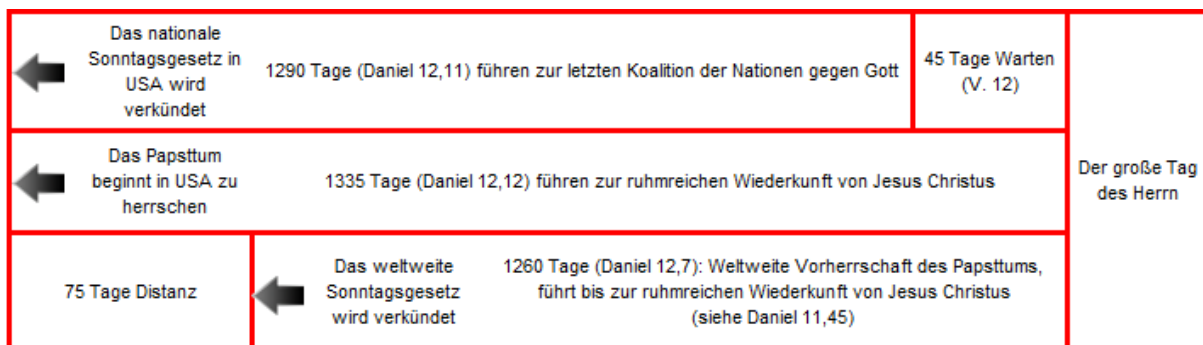 Das nationale
Sonntagsgesetz in
USA wird
verkündet
1290 Tage (Daniel 12,11) führen zur letzten Koalition der Nationen gegen Gott
45 Tage Warten
(V. 12)
Das Papsttum
beginnt in USA zu
herrschen
1335 Tage (Daniel 12,12) führen zur ruhmreichen Wiederkunft von Jesus Christus
Der große Tag
des Herrn
75 Tage Distanz
Das weltweite
Sonntagsgesetz
wird verkündet
1260 Tage (Daniel 12,7): Weltweite Vorherrschaft des Papsttums,
führt bis zur ruhmreichen Wiederkunft von Jesus Christus
(siehe Daniel 11,45)